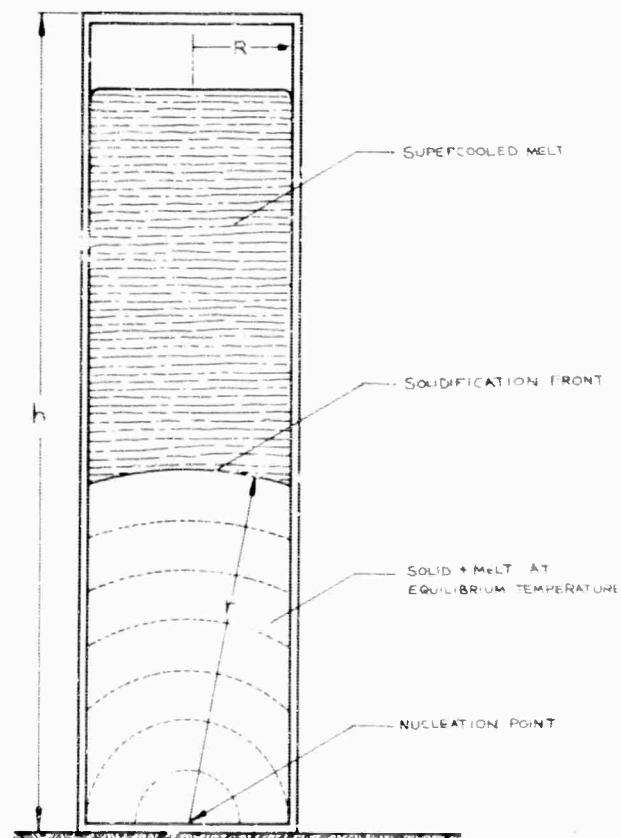 R
SUPERCOOLED MELT
SOLIDIFICATION FRONT
h
SOLID + MELT AT
EQUILIBRIUM TEMPERATURE
r
NUCLEATION POINT